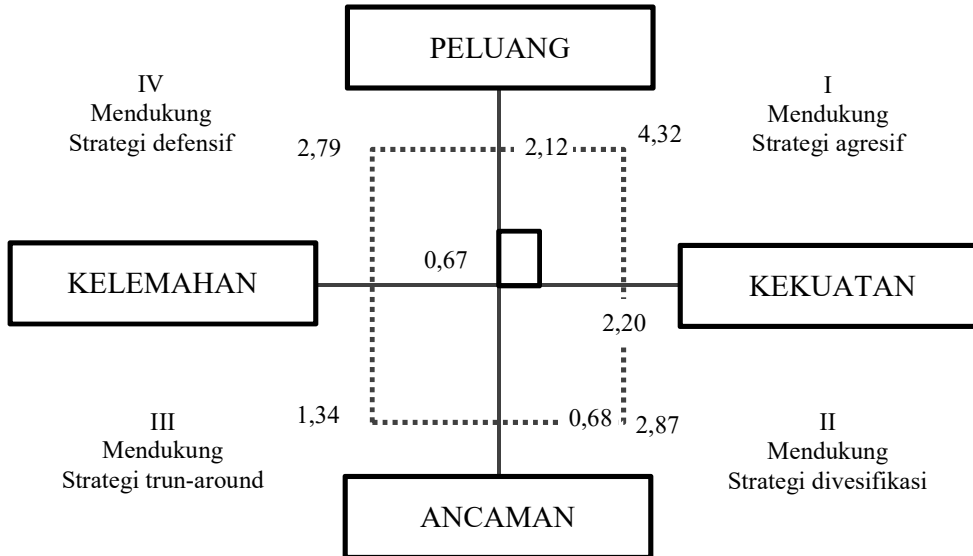 PELUANG
IV
Mendukung
Strategi defensif
I
Mendukung
Strategi agresif
2,79
2,12
4,32
0,67
KELEMAHAN
KEKUATAN
2,20
1,34
0,68
2,87
III
Mendukung
Strategi trun-around
II
Mendukung
Strategi divesifikasi
ANCAMAN